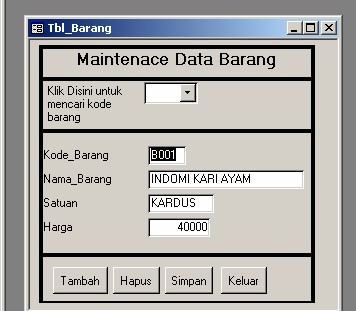 Tbl_Barang
Maintenace Data Barang
Klik Disini untuk
mencari kode
barang
Kode_Barang B001
Nama_Barang INDOMI KARI AYAM
Satuan KARDUS
Harga 40000
Tambah Hapus Simpan Keluar